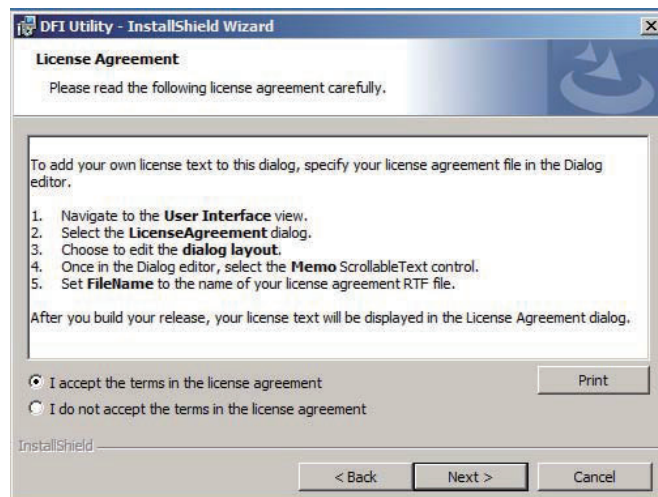 DFI Utility - InstallShield Wizard
License Agreement
Please read the following license agreement carefully.
To add your own license text to this dialog, specify your license agreement file in the Dialog
editor.
1. Navigate to the User Interface view.
2. Select the LicenseAgreement dialog.
3. Choose to edit the dialog layout.
4. Once in the Dialog editor, select the Memo ScrollableText control.
5. Set FileName to the name of your license agreement RTF file.
After you build your release, your license text will be displayed in the License Agreement dialog.
I accept the terms in the license agreement
Print
I do not accept the terms in the license agreement
InstallShield
< Back Next > Cancel